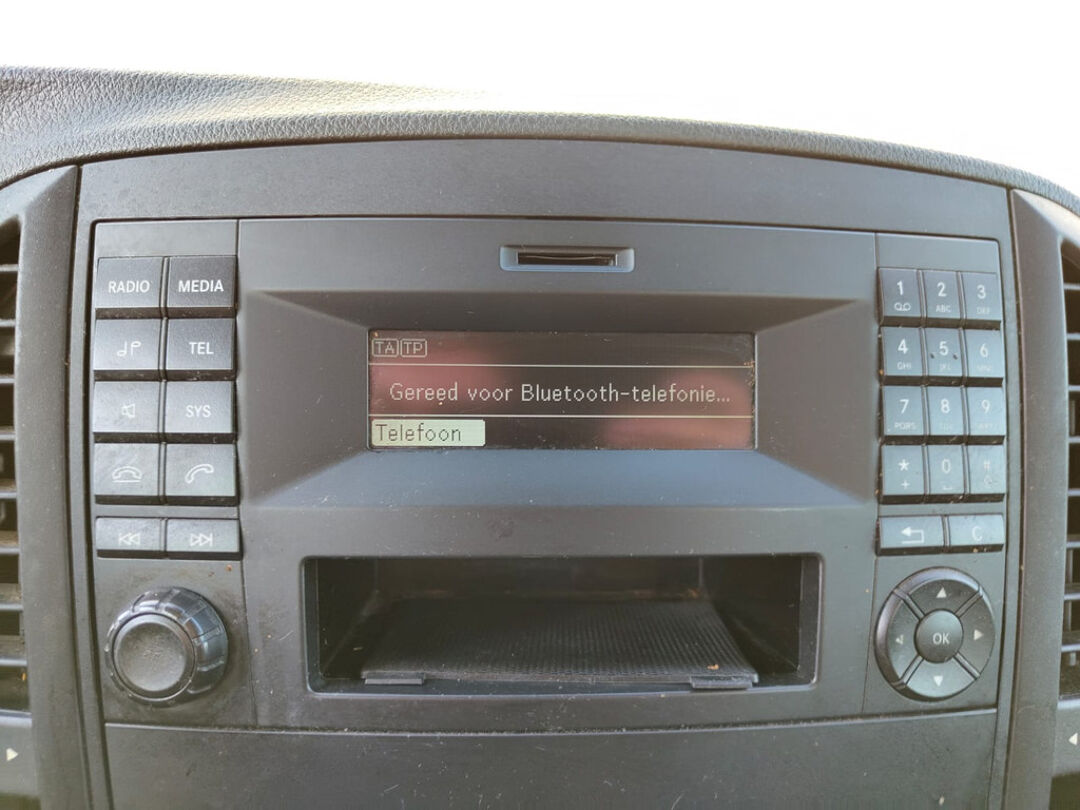 RADIO MEDIA
TEL
SYS
TA TP
Gereed voor Bluetooth-telefonie...
Telefoon
1 2 3
ABC DEF
4 5 6
GHI JKL MNO
7 8 9
PQRS TUV
* 0 #
+
C
OK